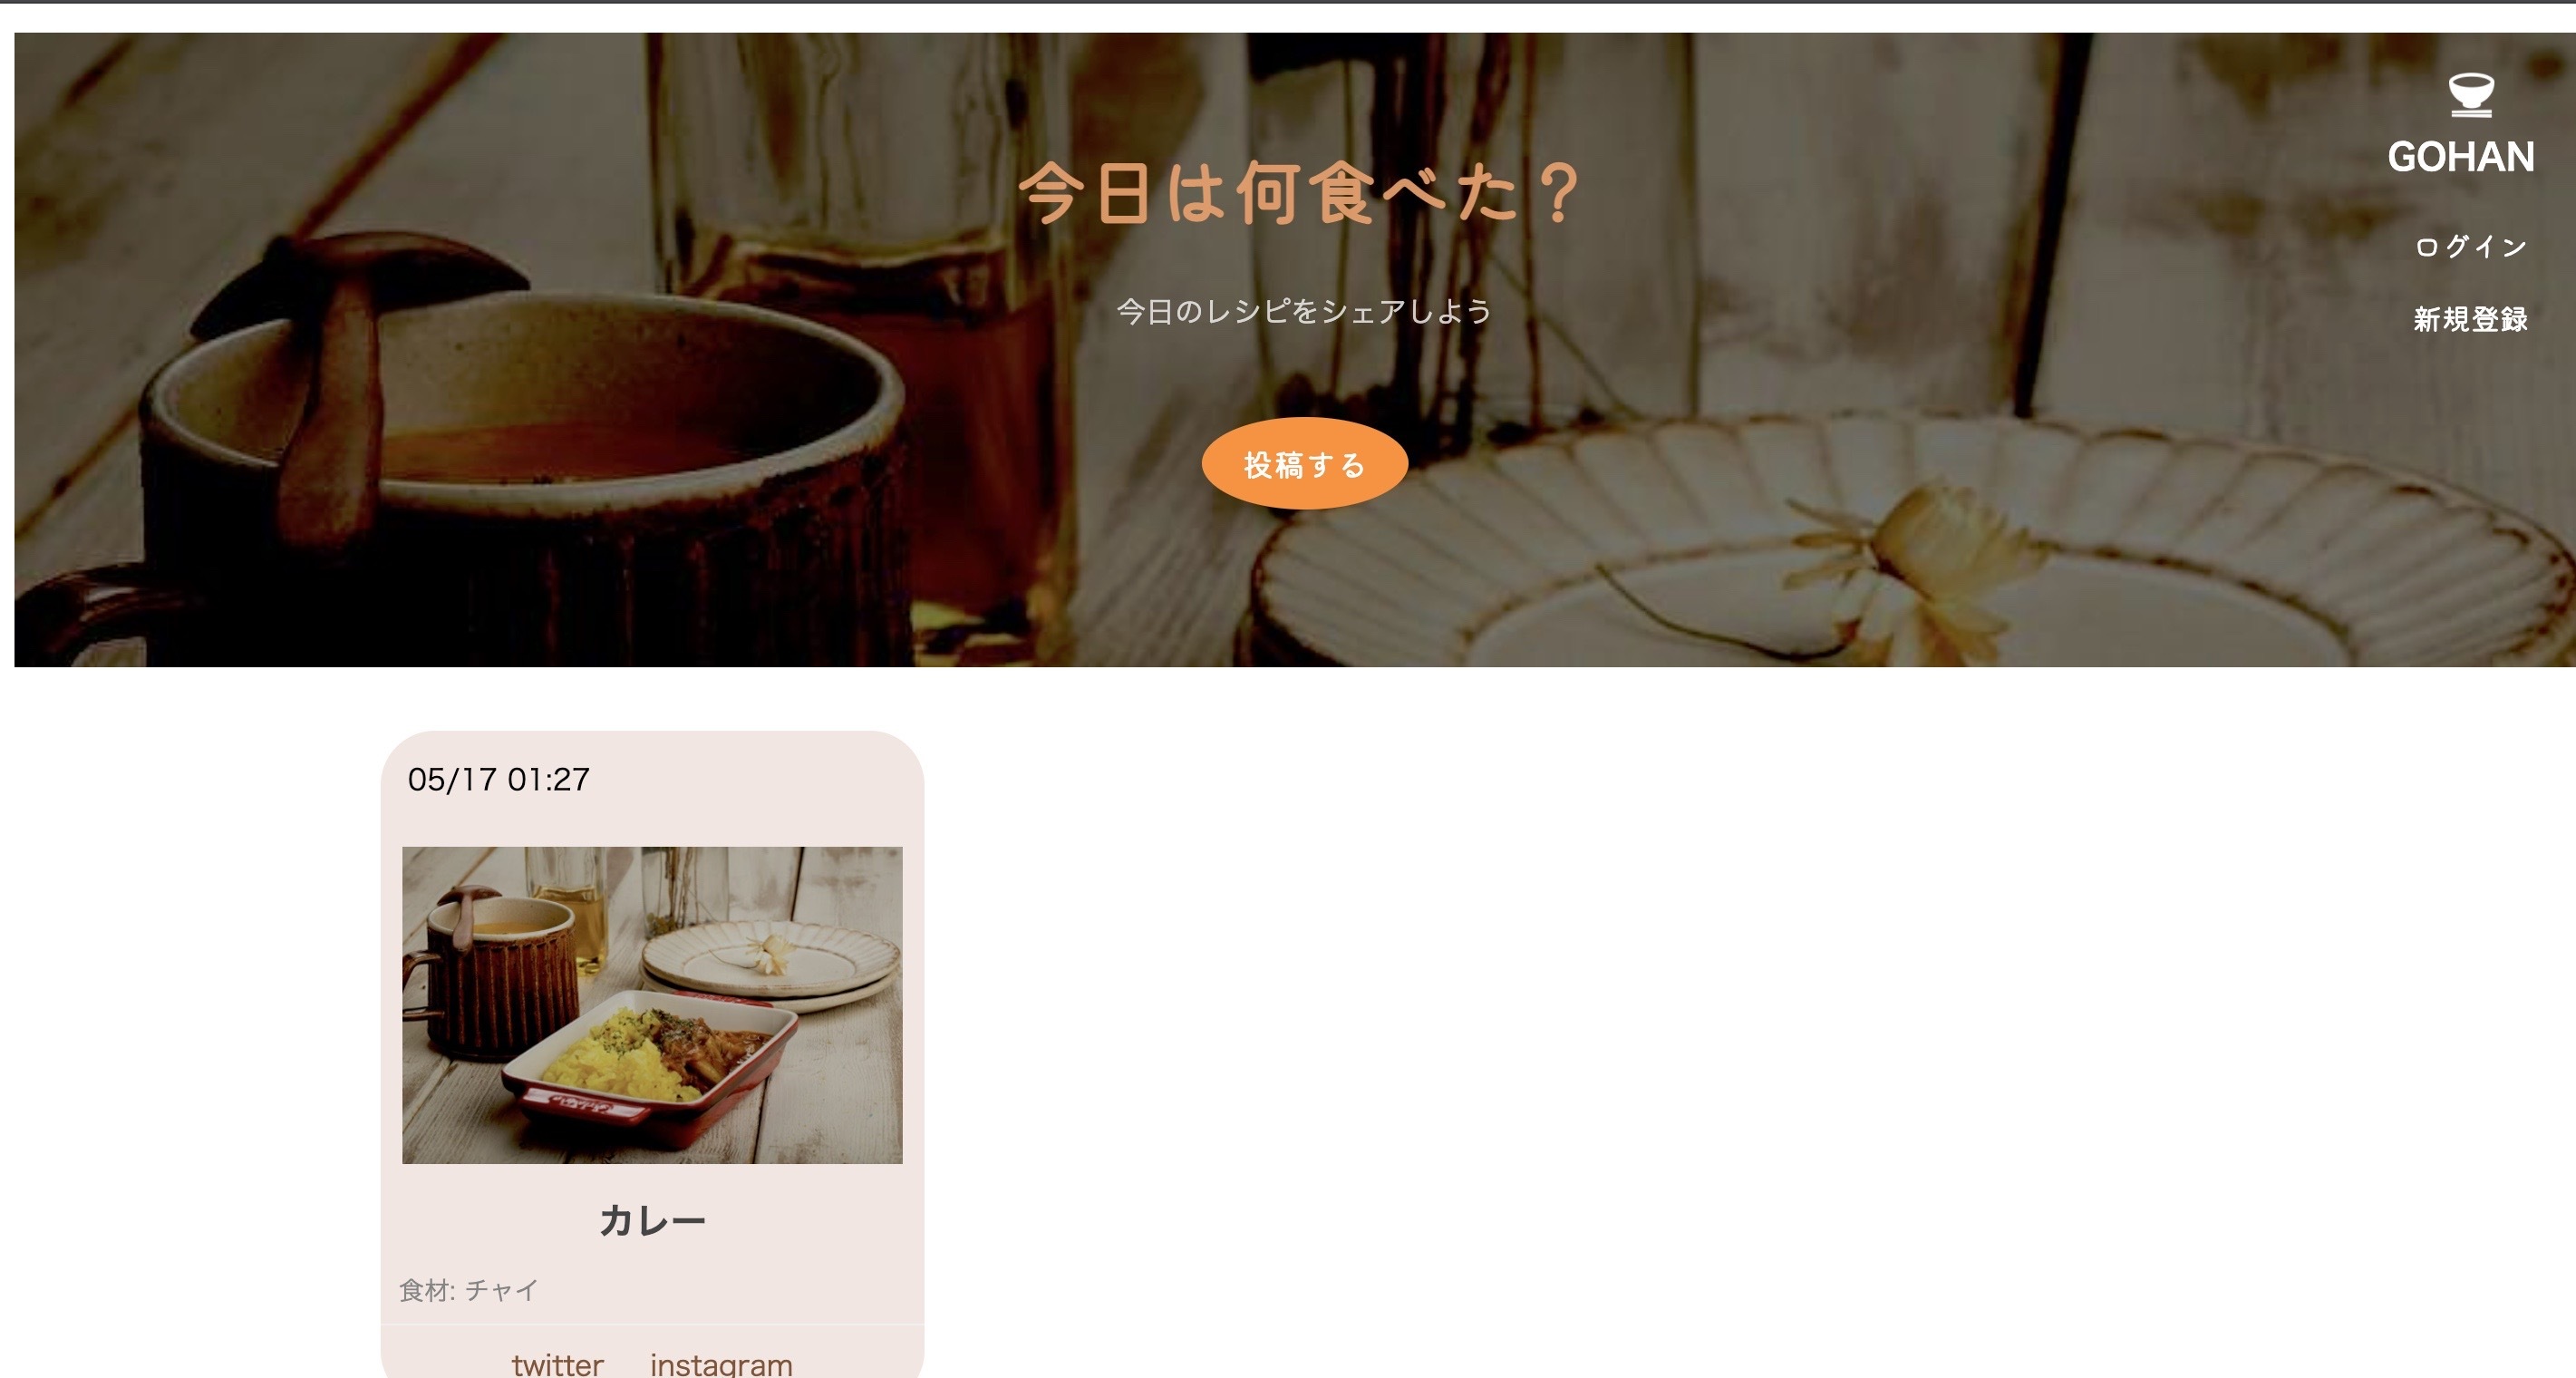 今日は何食べた？
今日のレシピをシェアしよう
投稿する
GOHAN
ログイン
新規登録
05/17 01:27
カレー
食材: チャイ
twitter instagram